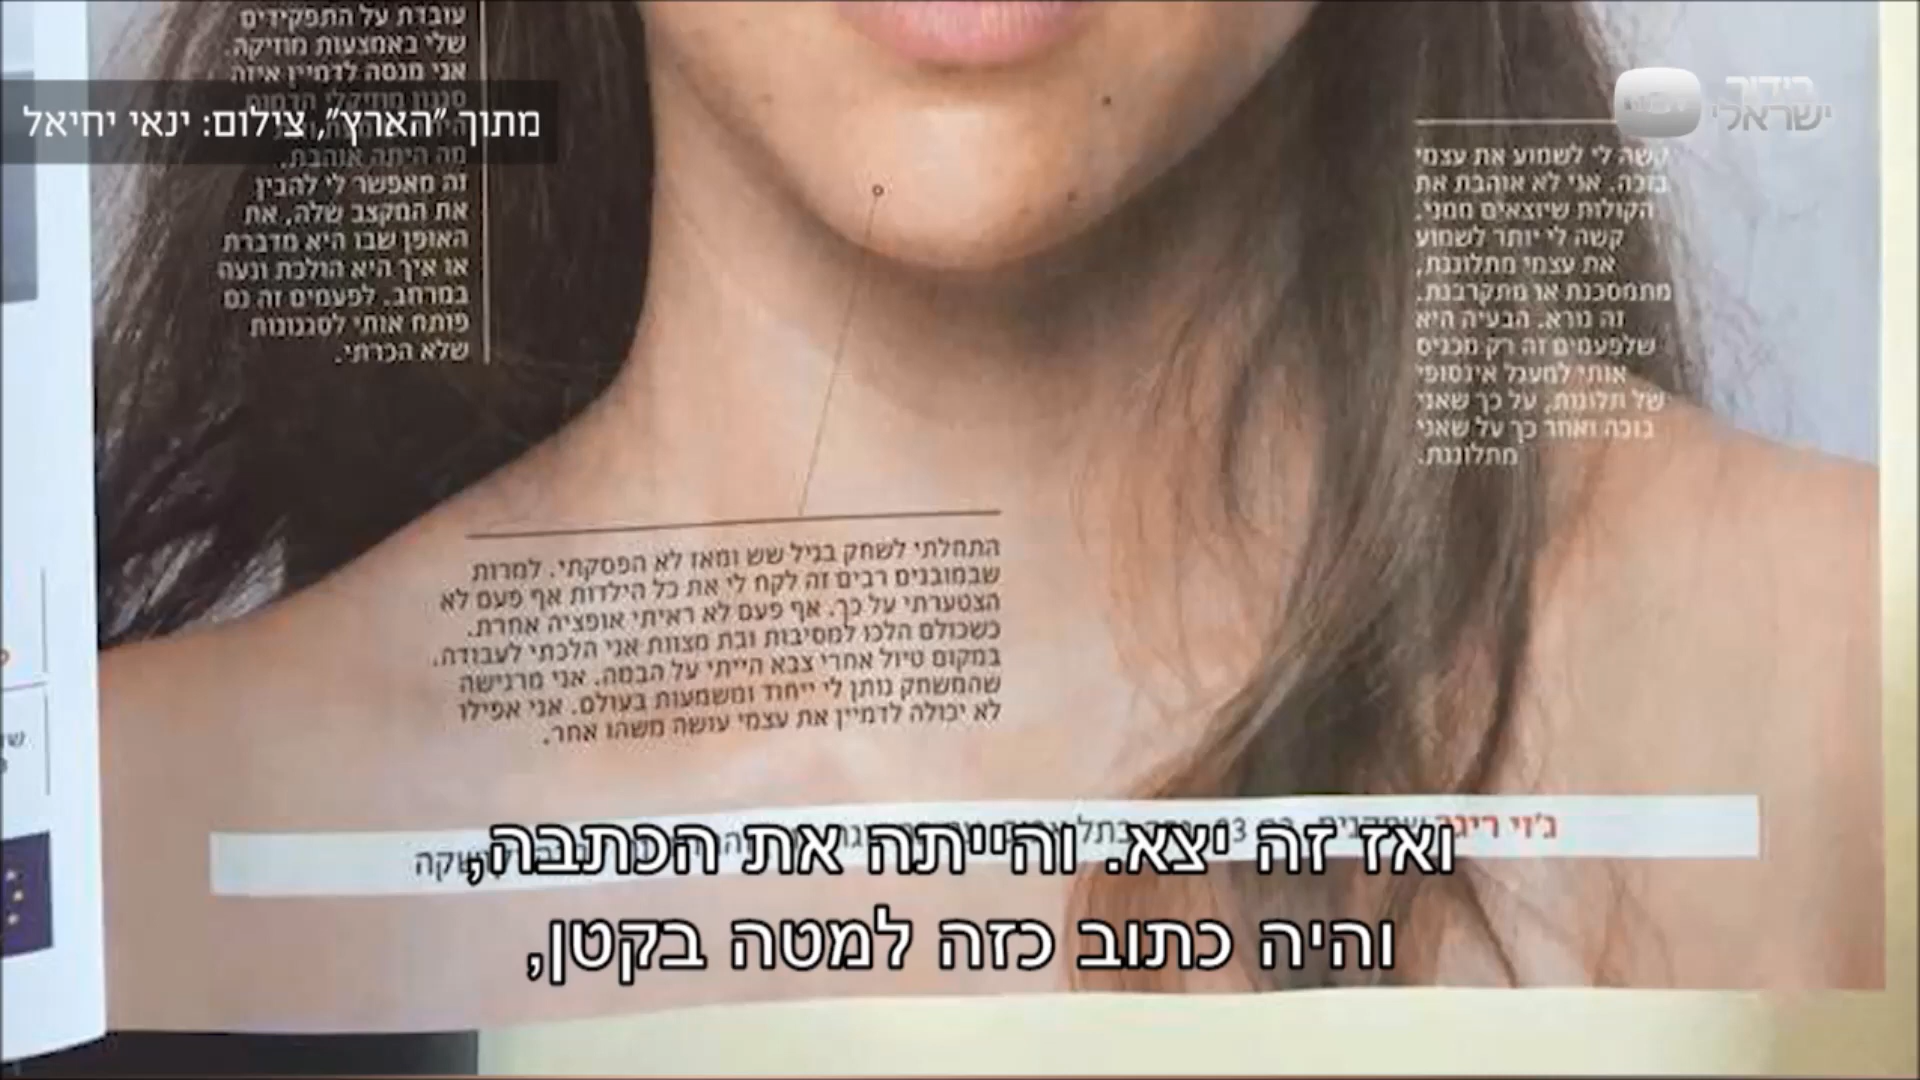 עובדת על התפקידים
שלי באמצעות מוזיקה.
אני מנסה לדמיין איזה
סגנון מוזיקלי הדמות
מה היתה אוהבת.
זה מאפשר לי להבין
את המקצב שלה, את
האופן שבו היא מדברת
או איך היא הולכת ונעה
במרחב. לפעמים זה גם
פותח אותי לסגנונות
שלא הכרתי.
מתוך "הארץ", צילום: ינאי יחיאל
כידור
ישראלי
קשה לי לשמוע את עצמי
בוכה. אני לא אוהבת את
הקולות שיוצאים ממני.
קשה לי יותר לשמוע
את עצמי מתלוננת,
מתמסכנת או מתקרבנת.
זה נורא. הבעיה היא
שלפעמים זה רק מכניס
אותי למעגל אינסופי
של תלונות, על כך שאני
בוכה ואחר כך על שאני
מתלוננת.
התחלתי לשחק בגיל שש ומאז לא הפסקתי. למרות
שבמובנים רבים זה לקח לי את כל הילדות אף פעם לא
הצטערתי על כך. אף פעם לא ראיתי אופציה אחרת.
כשכולם הלכו למסיבות ובת מצוות אני הלכתי לעבודה.
במקום טיול אחרי צבא הייתי על הבמה. אני מרגישה
שהמשחק נותן לי ייחוד ומשמעות בעולם. אני אפילו
לא יכולה לדמיין את עצמי עושה משהו אחר.
ג'וי ריגר
ואז זה יצא. והייתה את הכתבה,
והיה כתוב כזה למטה בקטן,